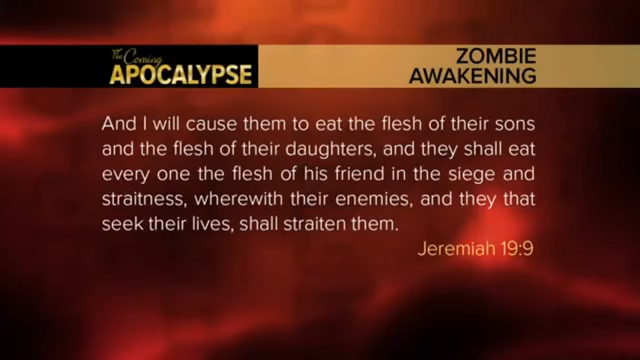 The Coming
APOCALYPSE
ZOMBIE
AWAKENING
And I will cause them to eat the flesh of their sons
and the flesh of their daughters, and they shall eat
every one the flesh of his friend in the siege and
straitness, wherewith their enemies, and they that
seek their lives, shall straiten them.
Jeremiah 19:9